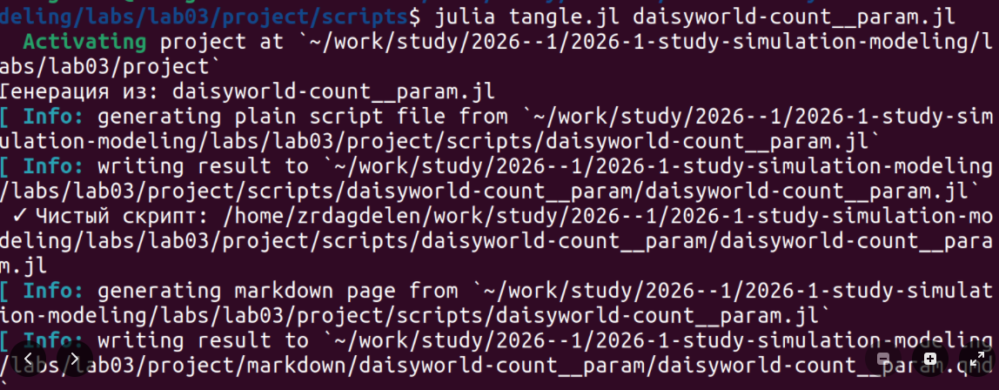 deling/labs/lab03/project/scripts$ julia tangle.jl daisyworld-count__param.jl
  Activating project at `~/work/study/2026--1/2026-1-study-simulation-modeling/l
abs/lab03/project`
Генерация из: daisyworld-count__param.jl
[ Info: generating plain script file from `~/work/study/2026--1/2026-1-study-sim
ulation-modeling/labs/lab03/project/scripts/daisyworld-count__param.jl`
[ Info: writing result to `~/work/study/2026--1/2026-1-study-simulation-modeling
/labs/lab03/project/scripts/daisyworld-count__param/daisyworld-count__param.jl`
 ✓ Чистый скрипт: /home/zrdagdelen/work/study/2026--1/2026-1-study-simulation-mo
deling/labs/lab03/project/scripts/daisyworld-count__param/daisyworld-count__para
m.jl
[ Info: generating markdown page from `~/work/study/2026--1/2026-1-study-simulat
ion-modeling/labs/lab03/project/scripts/daisyworld-count__param.jl`
[ Info: writing result to `~/work/study/2026--1/2026-1-study-simulation-modeling
/labs/lab03/project/markdown/daisyworld-count__param/daisyworld-count__param.qmd
`